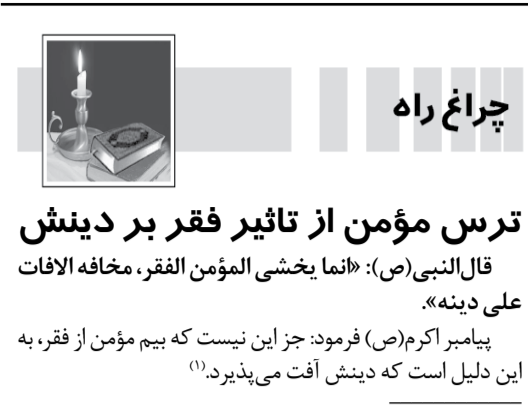 چراغ راه
ترس مؤمن از تاثیر فقر بر دینش
قال‌النبی(ص): «انما یخشی المؤمن الفقر، مخافه الافات
علی دینه».
پیامبر اکرم(ص) فرمود: جز این نیست که بیم مؤمن از فقر، به
این دلیل است که دینش آفت می‌پذیرد.(۱)